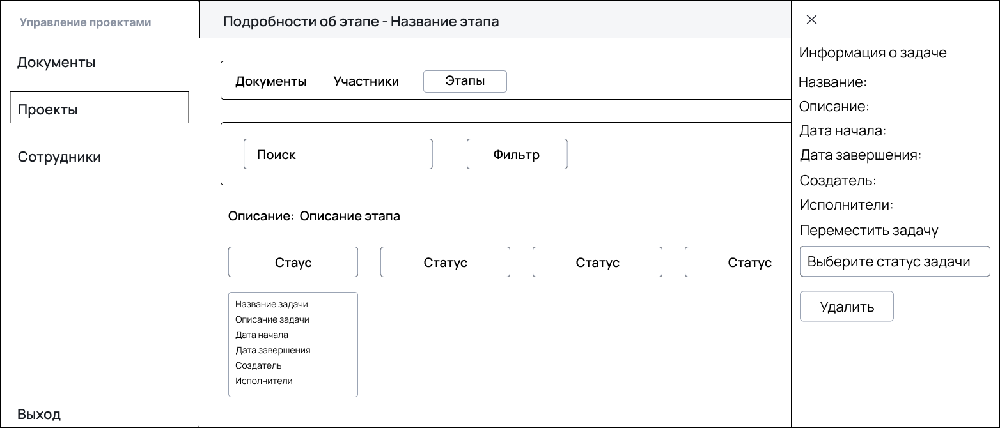 Управление проектами
Документы
Проекты
Сотрудники
Выход
Подробности об этапе - Название этапа
Документы Участники Этапы
Поиск Фильтр
Описание: Описание этапа
Стаус Статус Статус Статус
Название задачи
Описание задачи
Дата начала
Дата завершения
Создатель
Исполнители
Информация о задаче
Название:
Описание:
Дата начала:
Дата завершения:
Создатель:
Исполнители:
Переместить задачу
Выберите статус задачи
Удалить